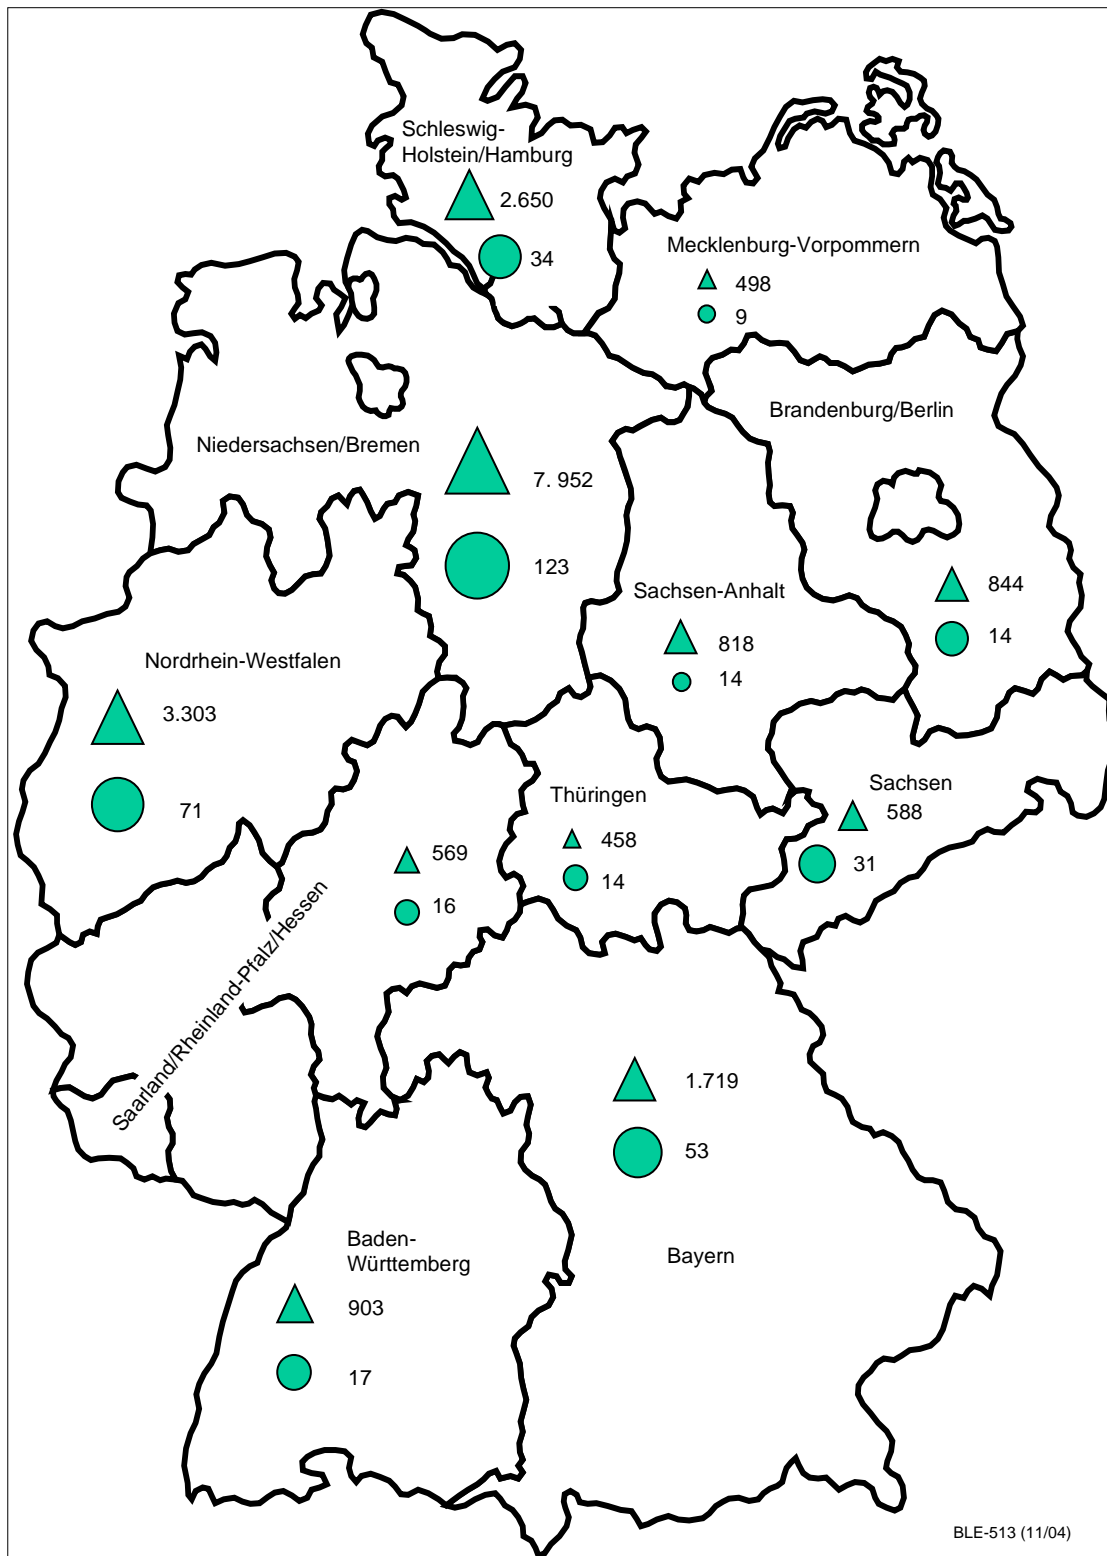 Schleswig-
Holstein/Hamburg
2.650
34
Mecklenburg-Vorpommern
498
9
Brandenburg/Berlin
844
14
Niedersachsen/Bremen
7. 952
123
Sachsen-Anhalt
818
14
Nordrhein-Westfalen
3.303
71
Sachsen
588
31
Thüringen
458
14
569
16
Saarland/Rheinland-Pfalz/Hessen
1.719
53
Bayern
Baden-
Württemberg
903
17
BLE-513 (11/04)